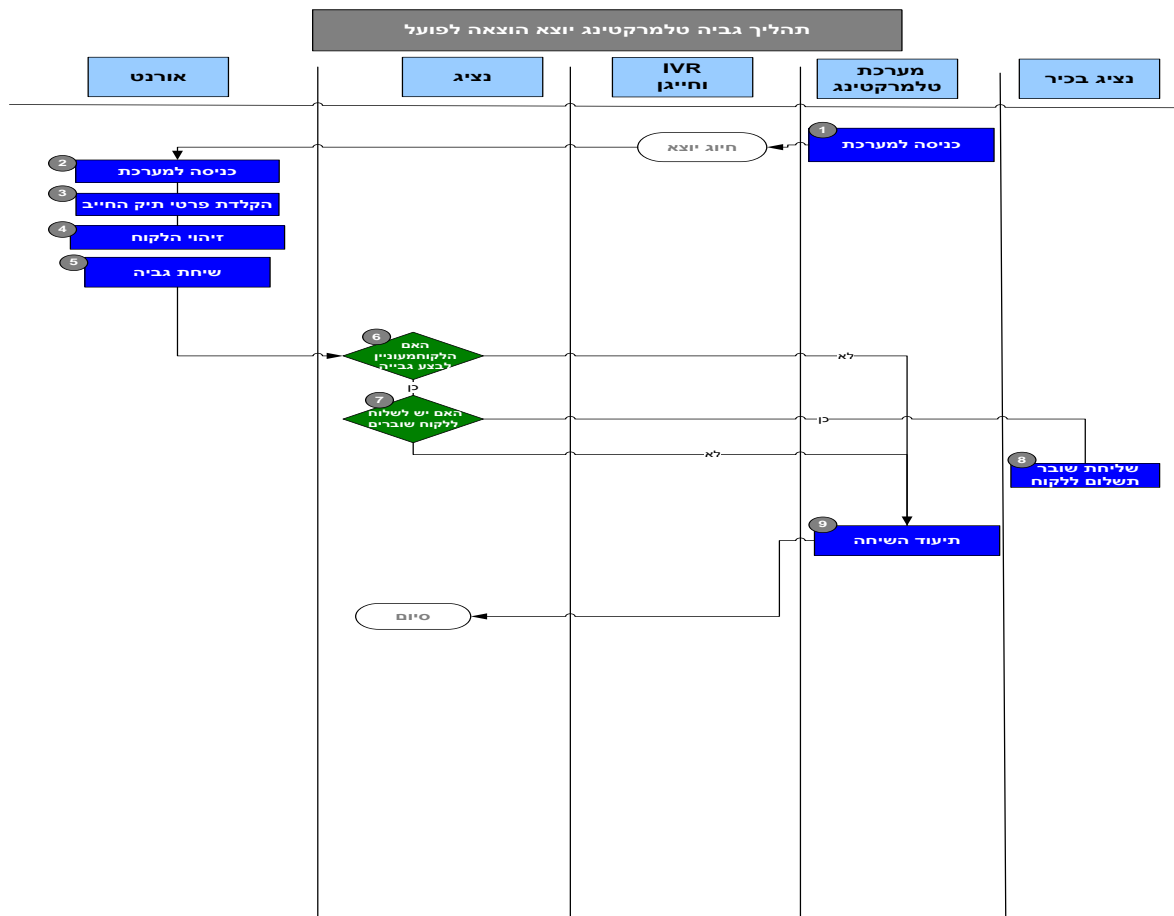 תהליך גביה טלמרקטינג יוצא הוצאה לפועל
נציג בכיר
מערכת
טלמרקטינג
IVR
וחייגן
נציג
אורנט
1
כניסה למערכת
חיוג יוצא
2
כניסה למערכת
3
הקלדת פרטי תיק החייב
4
זיהוי הלקוח
5
שיחת גביה
6
האם
הלקוחמעוניין
לבצע גבייה
לא
כן
7
האם יש לשלוח
ללקוח שוברים
כן
לא
8
שליחת שובר
תשלום ללקוח
9
תיעוד השיחה
סיום